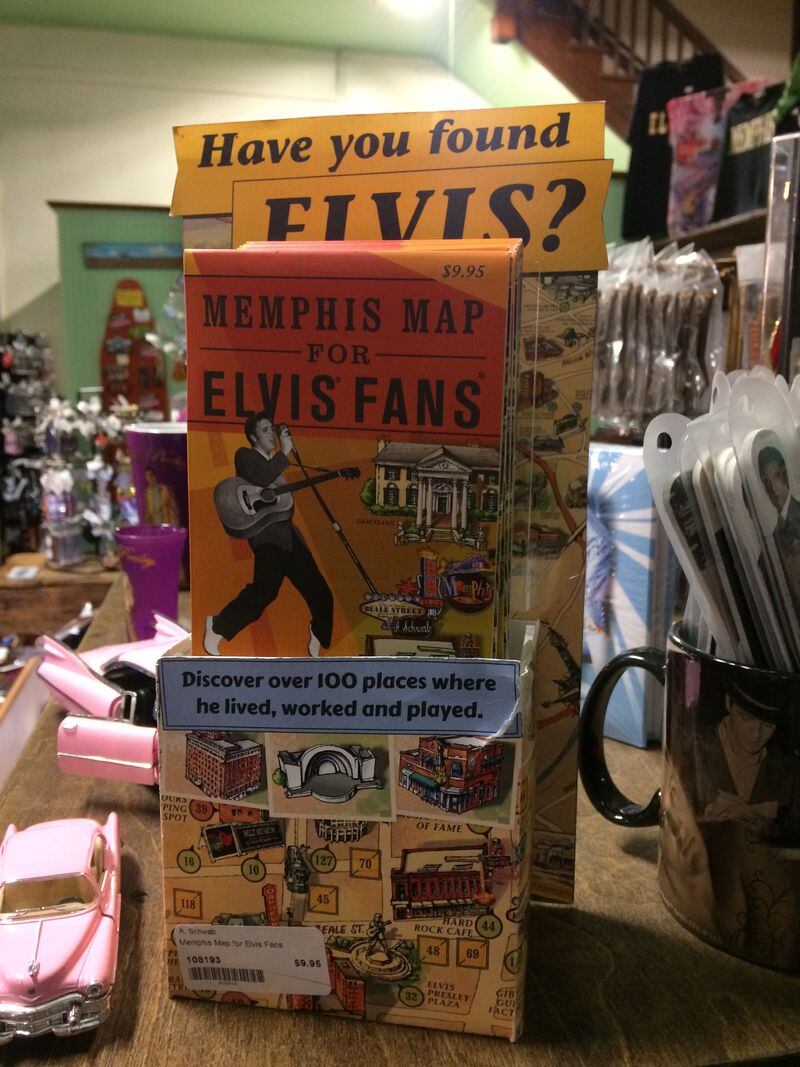 Have you found
ELVIS?
$9.95
MEMPHIS MAP
FOR
ELVIS® FANS*
GRACELAND
BEALE STREET
A. Schwab
Discover over 100 places where
he lived, worked and played.
39
OF FAME
16
10
127
70
118
45
BEALE ST.
HARD
ROCK CAFE
44
48
69
ELVIS
PRESLEY
PLAZA
32
A. Schwab
Memphis Map for Elvis Fans
108193
$9.95